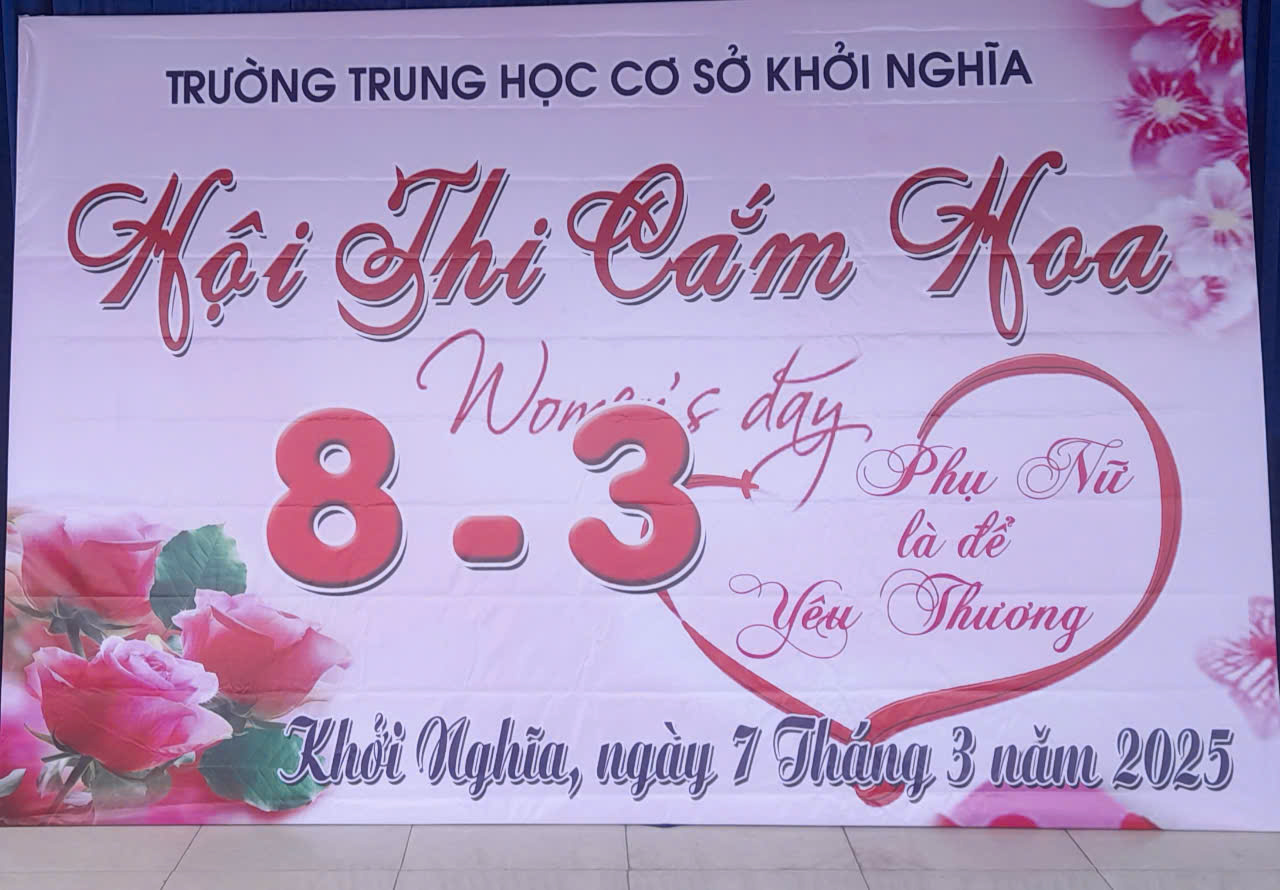 TRƯỜNG TRUNG HỌC CƠ SỞ KHỞI NGHĨA
Hội Thi Cắm Hoa
Women's day
8 - 3
Phụ Nữ
là để
Yêu Thương
Khởi Nghĩa, ngày 7 Tháng 3 năm 2025